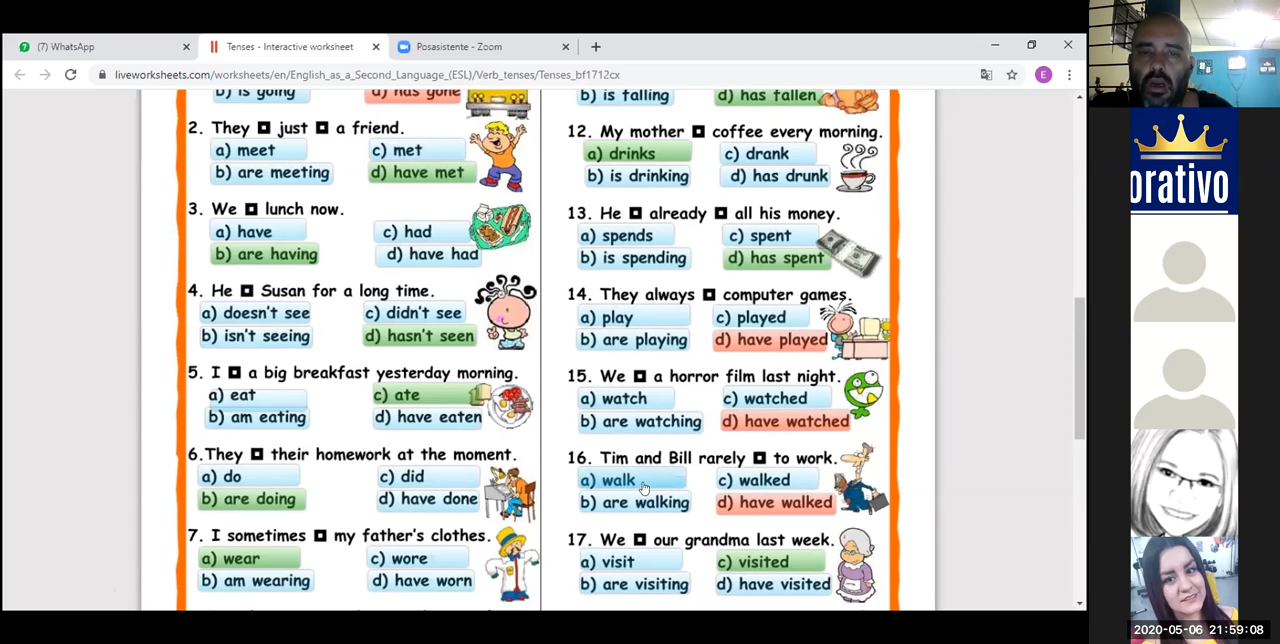 (7) WhatsApp
Tenses - Interactive worksheet
Posasistente - Zoom
liveworksheets.com/worksheets/en/English_as_a_Second_Language_(ESL)/Verb_tenses/Tenses_bf1712cx
E
b) is going
d) has gone
2. They just a friend.
a) meet
c) met
b) are meeting
d) have met
3. We lunch now.
a) have
c) had
b) are having
d) have had
4. He Susan for a long time.
a) doesn't see
c) didn't see
b) isn't seeing
d) hasn't seen
5. I a big breakfast yesterday morning.
a) eat
c) ate
b) am eating
d) have eaten
6.They their homework at the moment.
a) do
c) did
b) are doing
d) have done
7. I sometimes my father's clothes.
a) wear
c) wore
b) am wearing
d) have worn
b) is falling
d) has fallen
12. My mother coffee every morning.
a) drinks
c) drank
b) is drinking
d) has drunk
13. He already all his money.
a) spends
c) spent
b) is spending
d) has spent
14. They always computer games.
a) play
c) played
b) are playing
d) have played
15. We a horror film last night.
a) watch
c) watched
b) are watching
d) have watched
16. Tim and Bill rarely to work.
a) walk
c) walked
b) are walking
d) have walked
17. We our grandma last week.
a) visit
c) visited
b) are visiting
d) have visited
orativo
2020-05-06 21:59:08